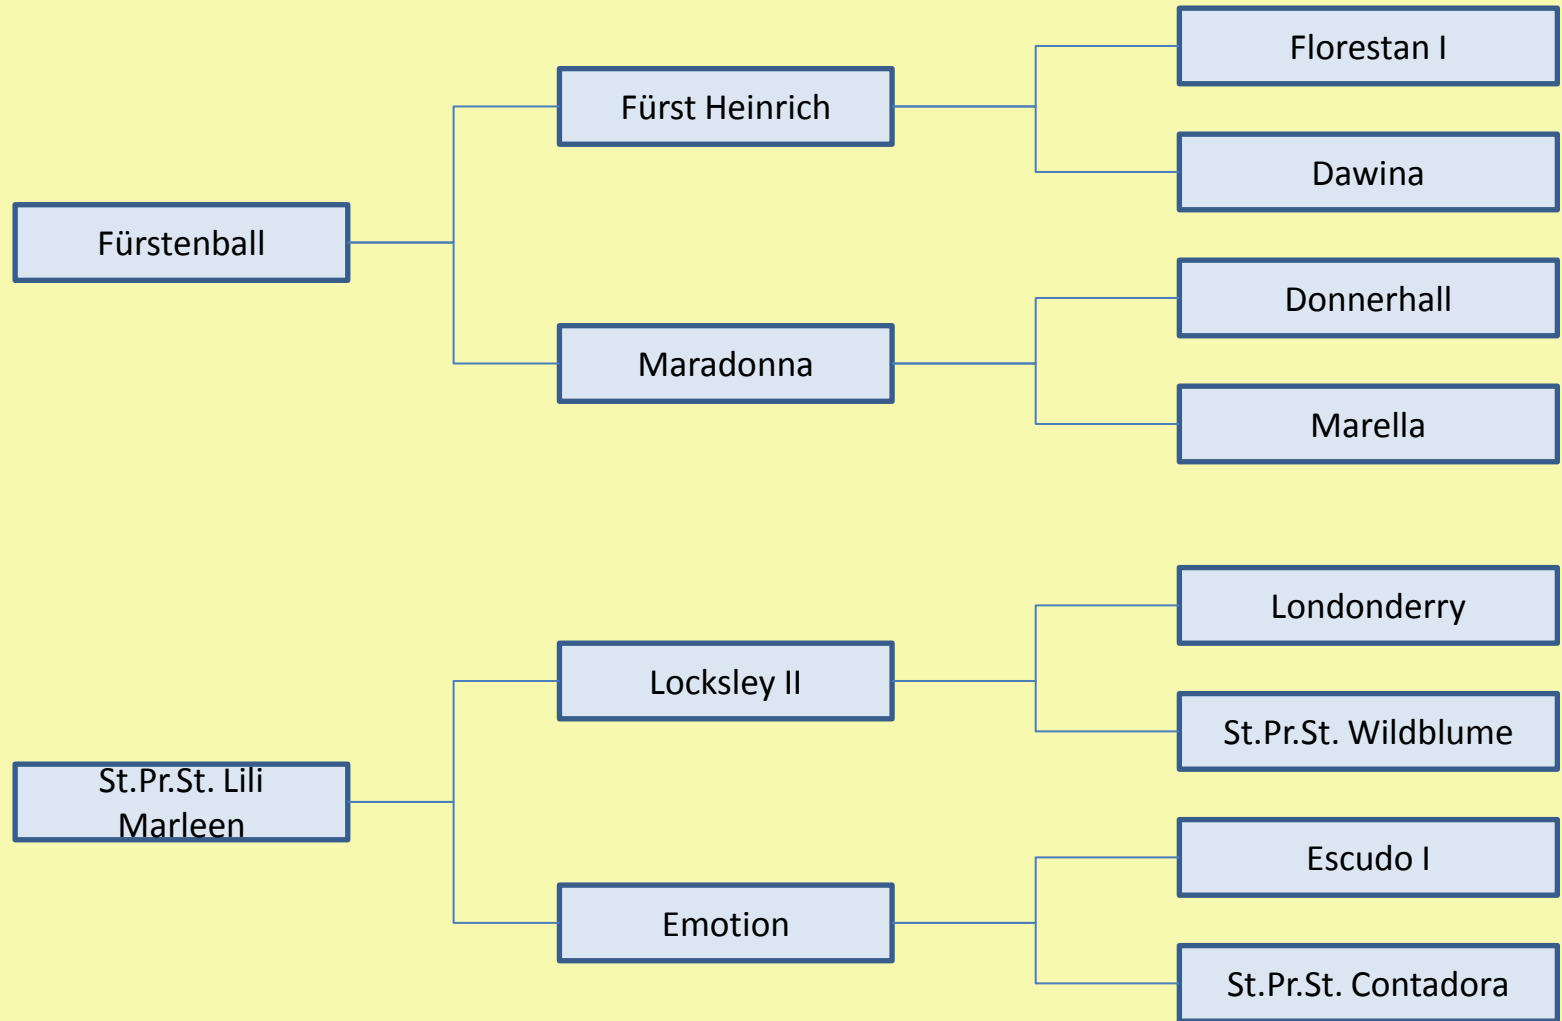 Florestan I
Fürst Heinrich
Dawina
Fürstenball
Donnerhall
Maradonna
Marella
Londonderry
Locksley II
St.Pr.St. Wildblume
St.Pr.St. Lili
Marleen
Escudo I
Emotion
St.Pr.St. Contadora